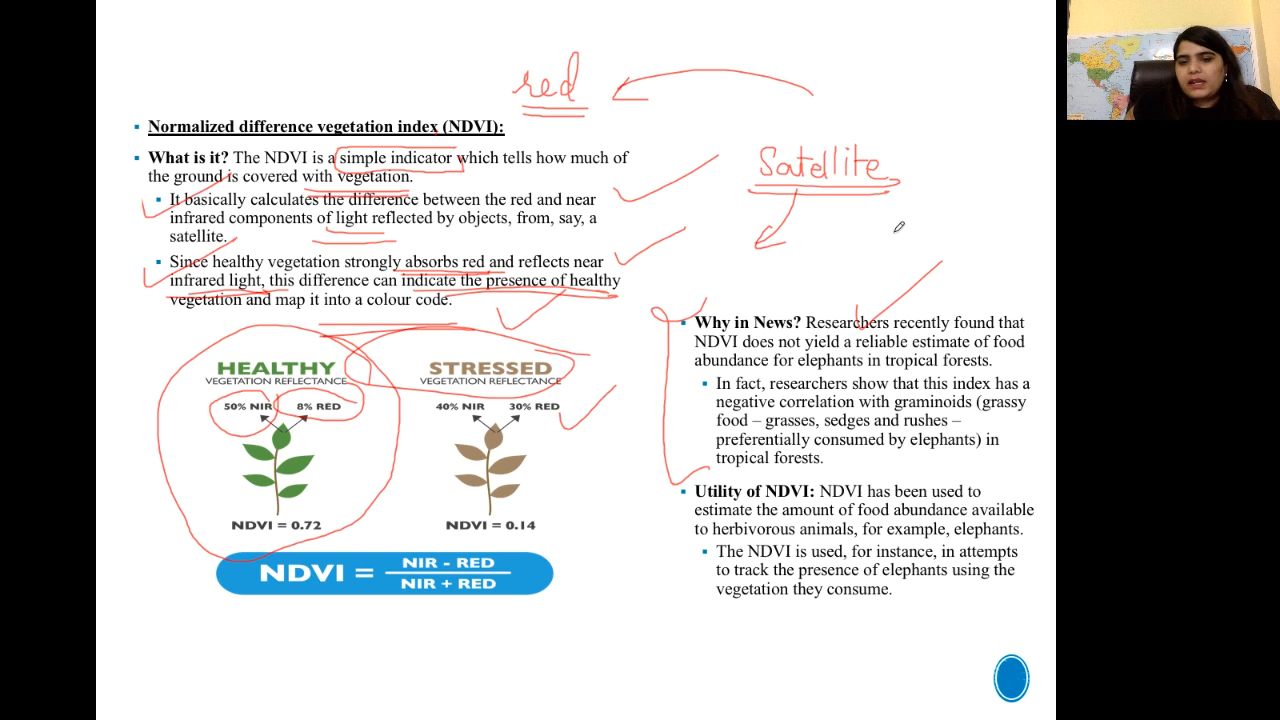 red
Satellite
Normalized difference vegetation index (NDVI):
What is it? The NDVI is a simple indicator which tells how much of
the ground is covered with vegetation.
It basically calculates the difference between the red and near
infrared components of light reflected by objects, from, say, a
satellite.
Since healthy vegetation strongly absorbs red and reflects near
infrared light, this difference can indicate the presence of healthy
vegetation and map it into a colour code.
HEALTHY
VEGETATION REFLECTANCE
50% NIR 8% RED
NDVI = 0.72
STRESSED
VEGETATION REFLECTANCE
40% NIR 30% RED
NDVI = 0.14
NDVI = NIR - RED
NIR + RED
Why in News? Researchers recently found that
NDVI does not yield a reliable estimate of food
abundance for elephants in tropical forests.
In fact, researchers show that this index has a
negative correlation with graminoids (grassy
food – grasses, sedges and rushes –
preferentially consumed by elephants) in
tropical forests.
Utility of NDVI: NDVI has been used to
estimate the amount of food abundance available
to herbivorous animals, for example, elephants.
The NDVI is used, for instance, in attempts
to track the presence of elephants using the
vegetation they consume.